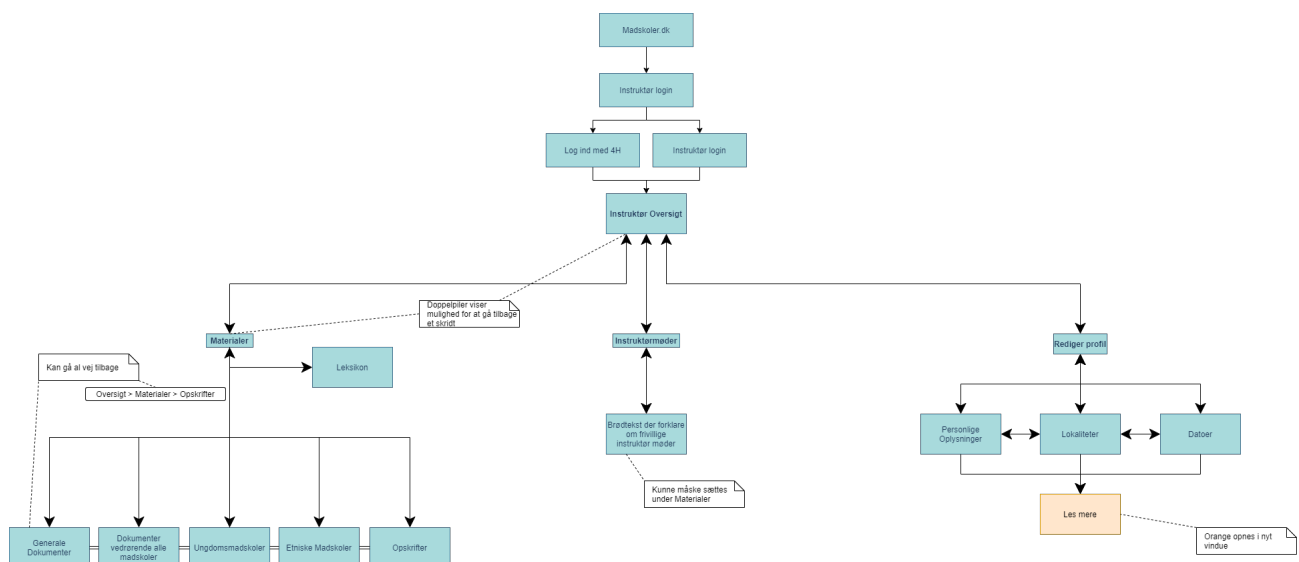 Madskoler.dk
Instruktør login
Log ind med 4H
Instruktør login
Instruktør Oversigt
Doppelpiler viser
mulighed for at gå tilbage
et skridt
Materialer
Instruktørmøder
Rediger profil
Kan gå al vej tilbage
Leksikon
Oversigt > Materialer > Opskrifter
Brødtekst der forklare
om frivillige
instruktør møder
Personlige
Oplysninger
Lokaliteter
Datoer
Kunne måske sættes
under Materialer
Les mere
Generale
Dokumenter
Dokumenter
vedrørende alle
madskoler
Ungdomsmadskoler
Etniske Madskoler
Opskrifter
Orange opnes i nyt
vindue